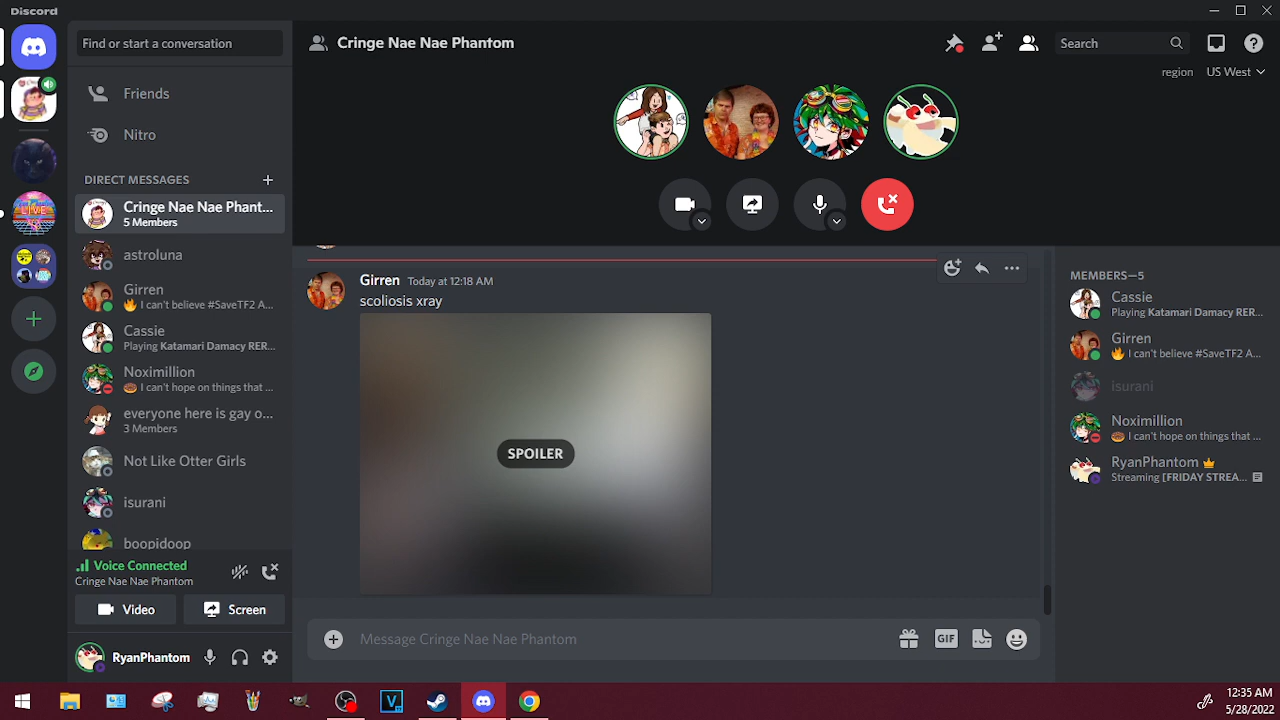 Discord
Find or start a conversation
Friends
Nitro
DIRECT MESSAGES
Cringe Nae Nae Phant...
5 Members
astroluna
Girren
🔥 I can't believe #SaveTF2 A...
Cassie
Playing Katamari Damacy RER...
Noximillion
🍩 I can't hope on things that ...
everyone here is gay o...
3 Members
Not Like Otter Girls
isurani
boopidoop
Voice Connected
Cringe Nae Nae Phantom
Video
Screen
RyanPhantom
Cringe Nae Nae Phantom
Search
region
US West
Girren Today at 12:18 AM
scoliosis xray
SPOILER
Message Cringe Nae Nae Phantom
GIF
MEMBERS—5
Cassie
Playing Katamari Damacy RER...
Girren
🔥 I can't believe #SaveTF2 A...
isurani
Noximillion
🍩 I can't hope on things that ...
RyanPhantom
Streaming [FRIDAY STREA...
12:35 AM
5/28/2022